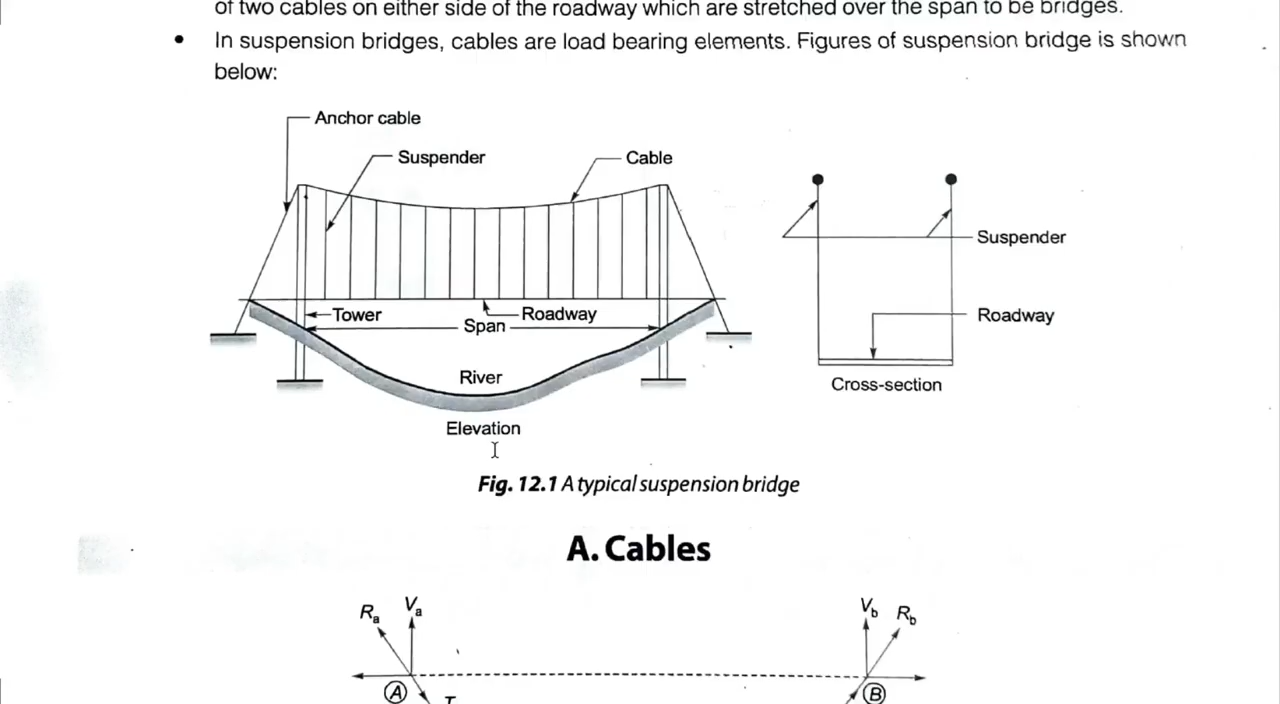 of two cables on either side of the roadway which are stretched over the span to be bridges.
• In suspension bridges, cables are load bearing elements. Figures of suspension bridge is shown
below:
Anchor cable
Suspender
Cable
Suspender
Tower
Roadway
Span
Roadway
River
Cross-section
Elevation
Fig. 12.1 A typical suspension bridge
A. Cables
Ra
Va
Vb
Rb
A
T
B